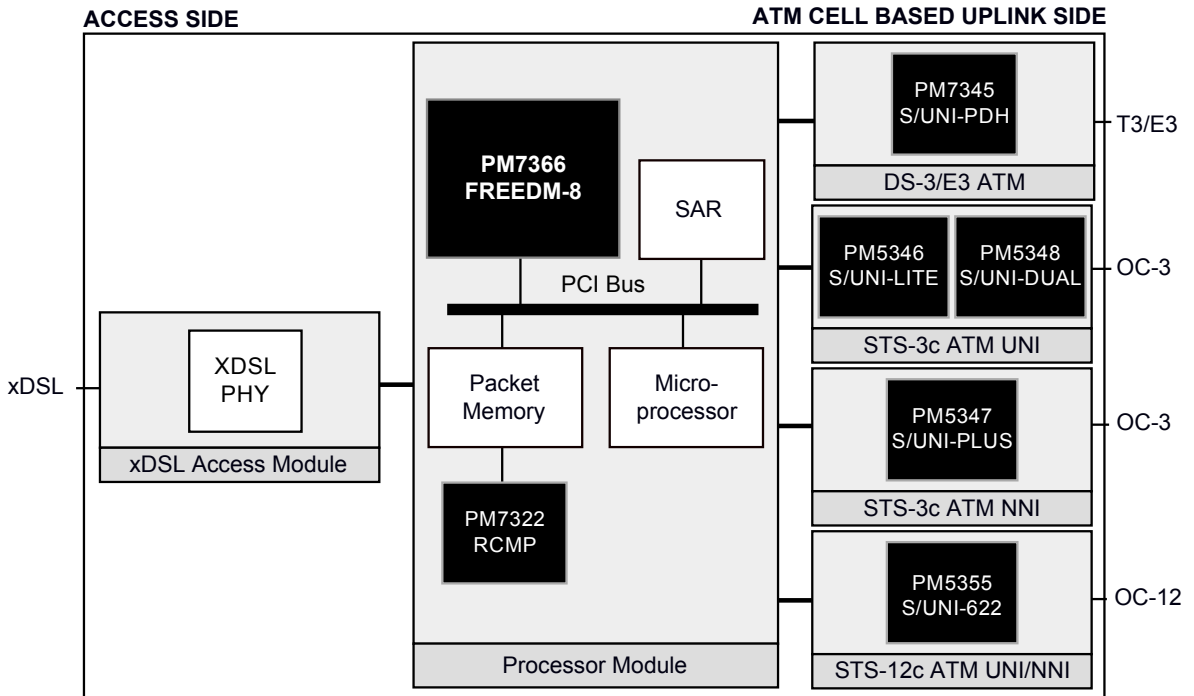 ACCESS SIDE
ATM CELL BASED UPLINK SIDE
xDSL
XDSL
PHY
xDSL Access Module
PM7366
FREEDM-8
SAR
PCI Bus
Packet
Memory
Micro-
processor
PM7322
RCMP
Processor Module
PM7345
S/UNI-PDH
DS-3/E3 ATM
T3/E3
PM5346
S/UNI-LITE
PM5348
S/UNI-DUAL
STS-3c ATM UNI
OC-3
PM5347
S/UNI-PLUS
STS-3c ATM NNI
OC-3
PM5355
S/UNI-622
STS-12c ATM UNI/NNI
OC-12